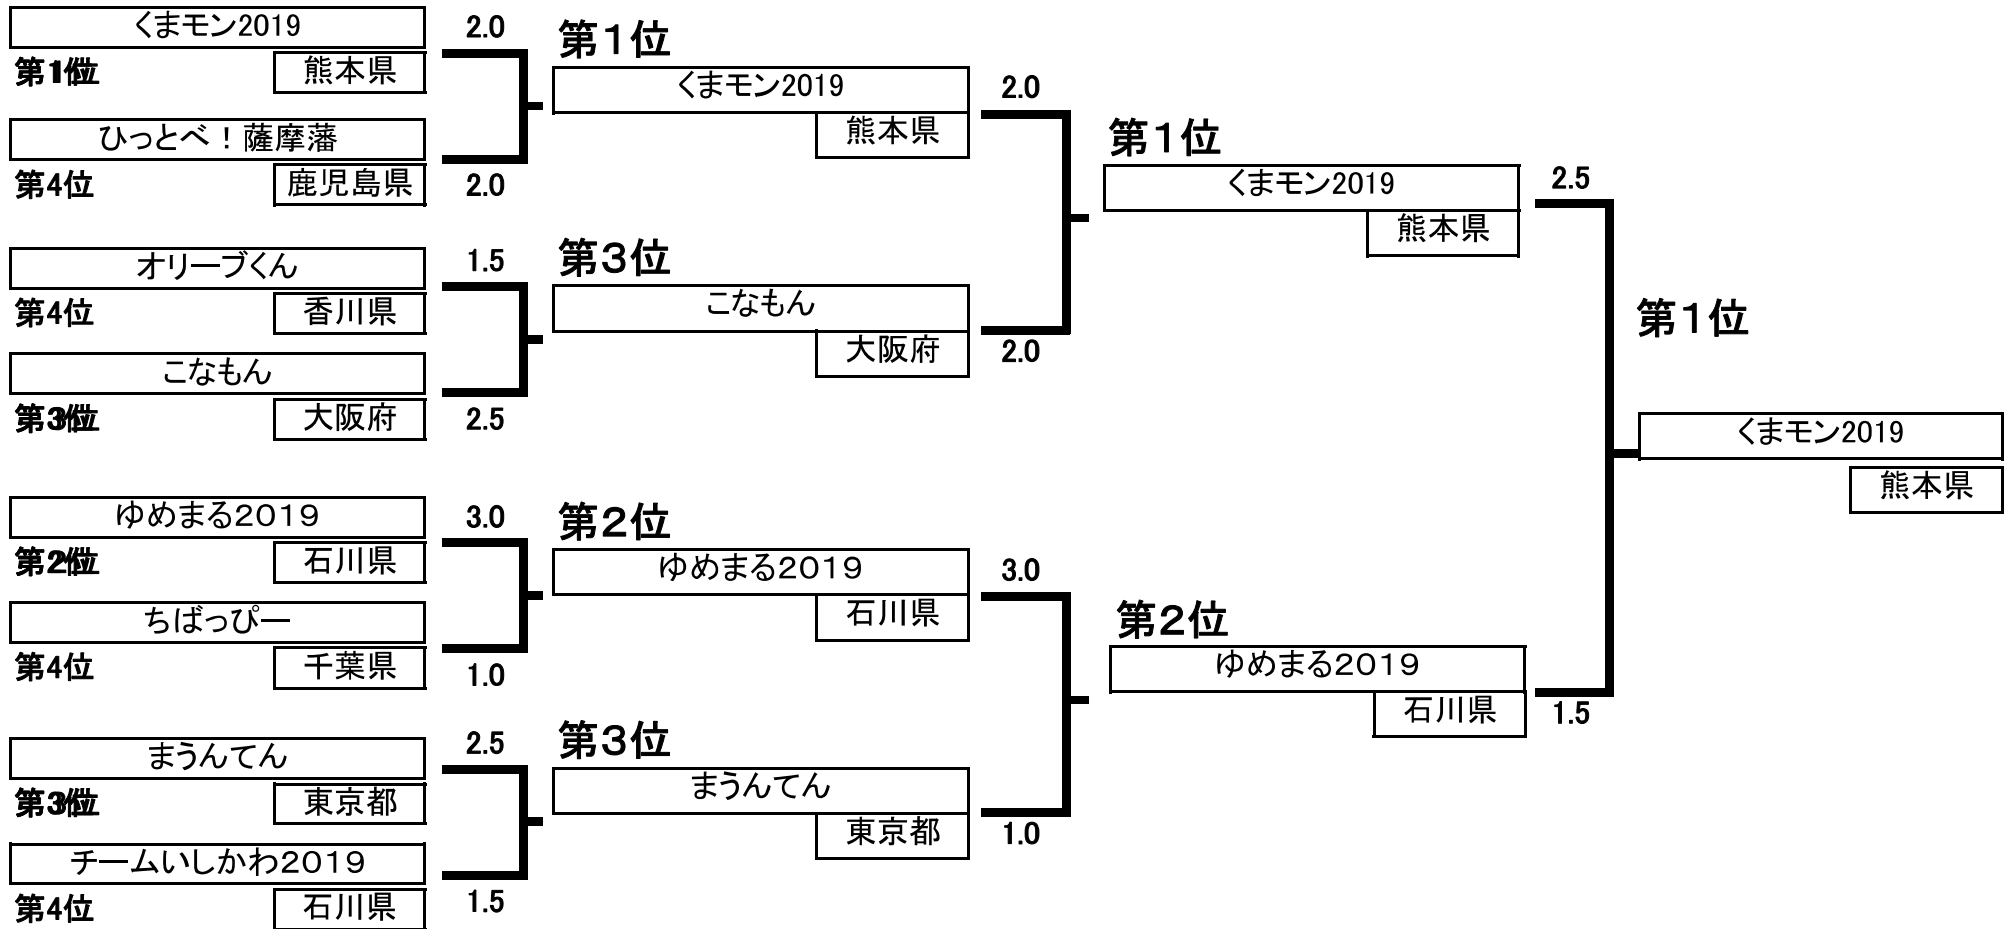 くまモン2019
第1位
熊本県
2.0
ひっとべ！薩摩藩
第4位
鹿児島県
2.0
オリーブくん
第4位
香川県
1.5
こなもん
第3位
大阪府
2.5
ゆめまる２０１９
第2位
石川県
3.0
ちばっぴー
第4位
千葉県
1.0
まうんてん
第3位
東京都
2.5
チームいしかわ２０１９
第4位
石川県
1.5
第１位
くまモン2019
熊本県
2.0
第３位
こなもん
大阪府
2.0
第２位
ゆめまる２０１９
石川県
3.0
第３位
まうんてん
東京都
1.0
第１位
くまモン2019
熊本県
2.5
第２位
ゆめまる２０１９
石川県
1.5
第１位
くまモン2019
熊本県